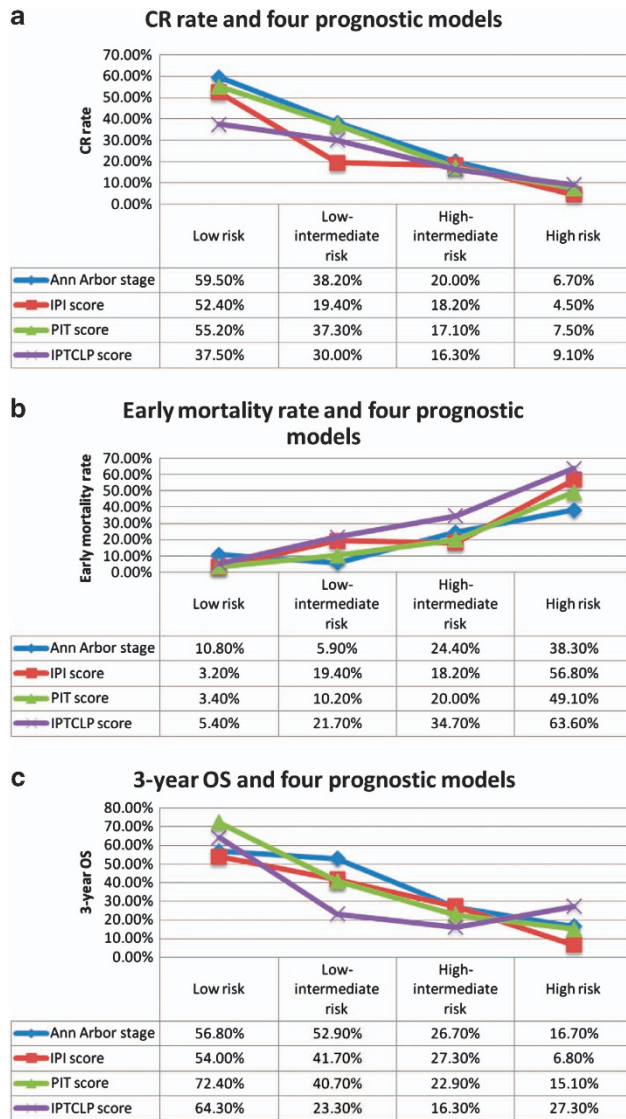 a
CR rate and four prognostic models
70.00%
60.00%
50.00%
40.00%
30.00%
20.00%
10.00%
0.00%
CR rate
Low risk
Low-
intermediate risk
High-
intermediate risk
High risk
Ann Arbor stage 59.50% 38.20% 20.00% 6.70%
IPI score 52.40% 19.40% 18.20% 4.50%
PIT score 55.20% 37.30% 17.10% 7.50%
IPTCLP score 37.50% 30.00% 16.30% 9.10%
b
Early mortality rate and four prognostic
models
70.00%
60.00%
50.00%
40.00%
30.00%
20.00%
10.00%
0.00%
Early mortality rate
Low risk
Low-
intermediate risk
High-
intermediate risk
High risk
Ann Arbor stage 10.80% 5.90% 24.40% 38.30%
IPI score 3.20% 19.40% 18.20% 56.80%
PIT score 3.40% 10.20% 20.00% 49.10%
IPTCLP score 5.40% 21.70% 34.70% 63.60%
c
3-year OS and four prognostic models
80.00%
70.00%
60.00%
50.00%
40.00%
30.00%
20.00%
10.00%
0.00%
3-year OS
Low risk
Low-
intermediate risk
High-
intermediate risk
High risk
Ann Arbor stage 56.80% 52.90% 26.70% 16.70%
IPI score 54.00% 41.70% 27.30% 6.80%
PIT score 72.40% 40.70% 22.90% 15.10%
IPTCLP score 64.30% 23.30% 16.30% 27.30%